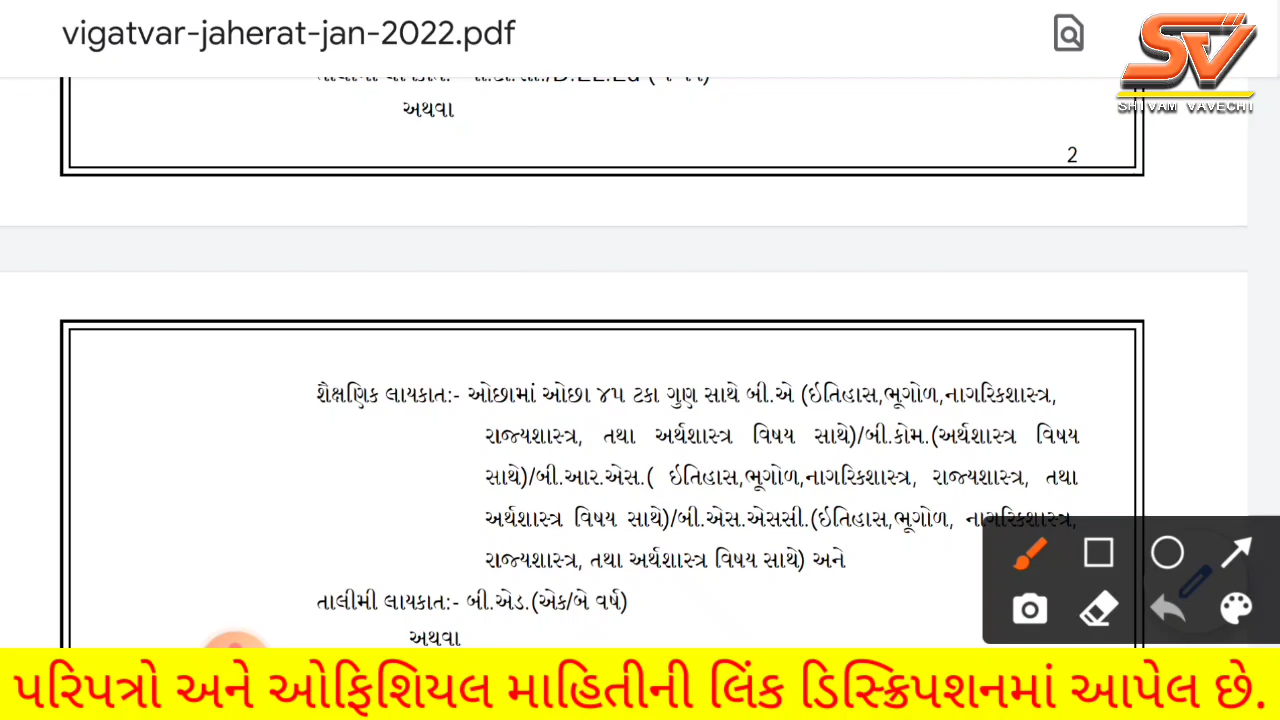 vigatvar-jaherat-jan-2022.pdf
SV
SHIVAM VAVECHI
અથવા
2
શૈક્ષણિક લાયકાત:- ઓછામાં ઓછા ૪૫ ટકા ગુણ સાથે બી.એ (ઇતિહાસ,ભૂગોળ,નાગરિકશાસ્ત્ર,
રાજ્યશાસ્ત્ર, તથા અર્થશાસ્ત્ર વિષય સાથે)/બી.કોમ.(અર્થશાસ્ત્ર વિષય
સાથે)/બી.આર.એસ.( ઇતિહાસ,ભૂગોળ,નાગરિકશાસ્ત્ર, રાજ્યશાસ્ત્ર, તથા
અર્થશાસ્ત્ર વિષય સાથે)/બી.એસ.એસસી.(ઇતિહાસ,ભૂગોળ, નાગરિકશાસ્ત્ર,
રાજ્યશાસ્ત્ર, તથા અર્થશાસ્ત્ર વિષય સાથે) અને
તાલીમી લાયકાત:- બી.એડ.(એક/બે વર્ષ)
અથવા
પરિપત્રો અને ઓફિશિયલ માહિતીની લિંક ડિસ્ક્રિપશનમાં આપેલ છે.